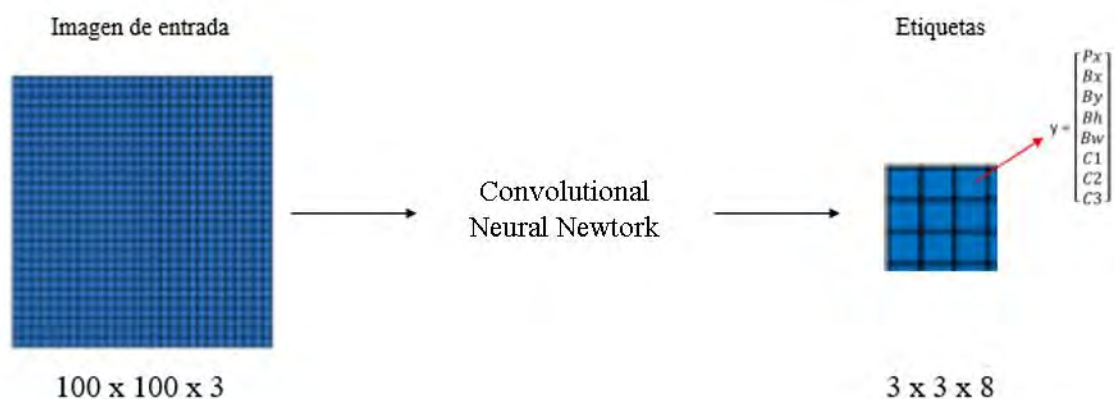 Imagen de entrada
Etiquetas
y =
Px
Bx
By
Bh
Bw
C1
C2
C3
Convolutional
Neural Newtork
100 x 100 x 3
3 x 3 x 8